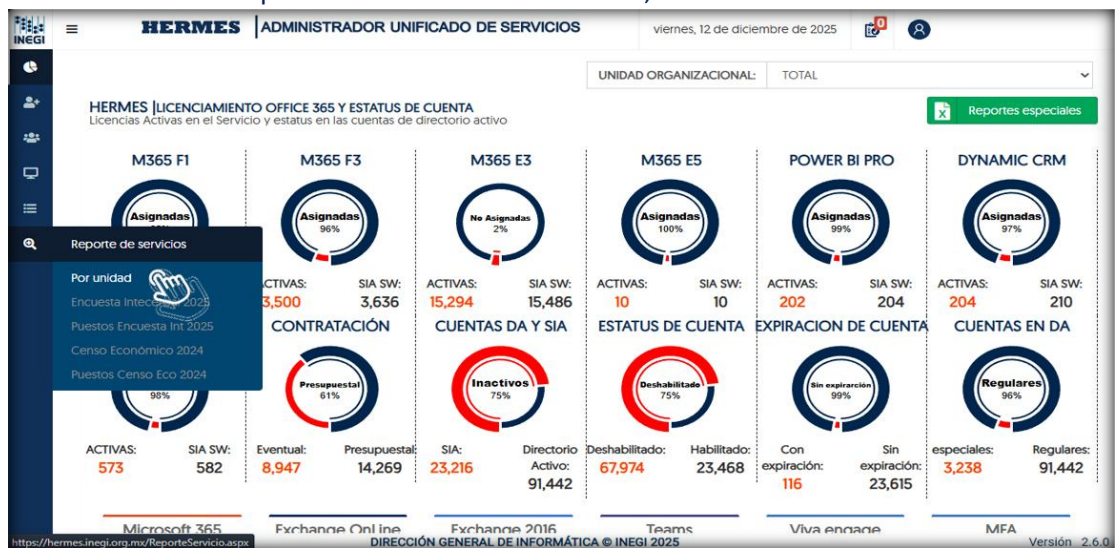 INEGI
HERMES | ADMINISTRADOR UNIFICADO DE SERVICIOS
viernes, 12 de diciembre de 2025
0
UNIDAD ORGANIZACIONAL: TOTAL
HERMES |LICENCIAMIENTO OFFICE 365 Y ESTATUS DE CUENTA
Licencias Activas en el Servicio y estatus en las cuentas de directorio activo
Reportes especiales
M365 F1 M365 F3 M365 E3 M365 E5 POWER BI PRO DYNAMIC CRM
Asignadas Asignadas No Asignadas Asignadas Asignadas Asignadas
96% 2% 100% 99% 97%
Reporte de servicios
Por unidad
Puestos Encuesta Int 2025
Censo Económico 2024
Puestos Censo Eco 2024
ACTIVAS: SIA SW: ACTIVAS: SIA SW: ACTIVAS: SIA SW: ACTIVAS: SIA SW: ACTIVAS: SIA SW:
3,500 3,636 15,294 15,486 10 10 202 204 204 210
CONTRATACIÓN CUENTAS DA Y SIA ESTATUS DE CUENTA EXPIRACION DE CUENTA CUENTAS EN DA
Presupuestal Inactivos Deshabilitado Sin expirarción Regulares
98% 61% 75% 75% 99% 96%
ACTIVAS: SIA SW: Eventual: Presupuestal SIA: Directorio Activo: Deshabilitado: Habilitado: Con expiración: Sin expiración: especiales: Regulares:
573 582 8,947 14,269 23,216 91,442 67,974 23,468 116 23,615 3,238 91,442
Microsoft 365 Exchange OnLine Exchange 2016 Teams Viva engage MFA
https://hermes.inegi.org.mx/ReporteServicio.aspx
DIRECCIÓN GENERAL DE INFORMÁTICA © INEGI 2025
Versión 2.6.0